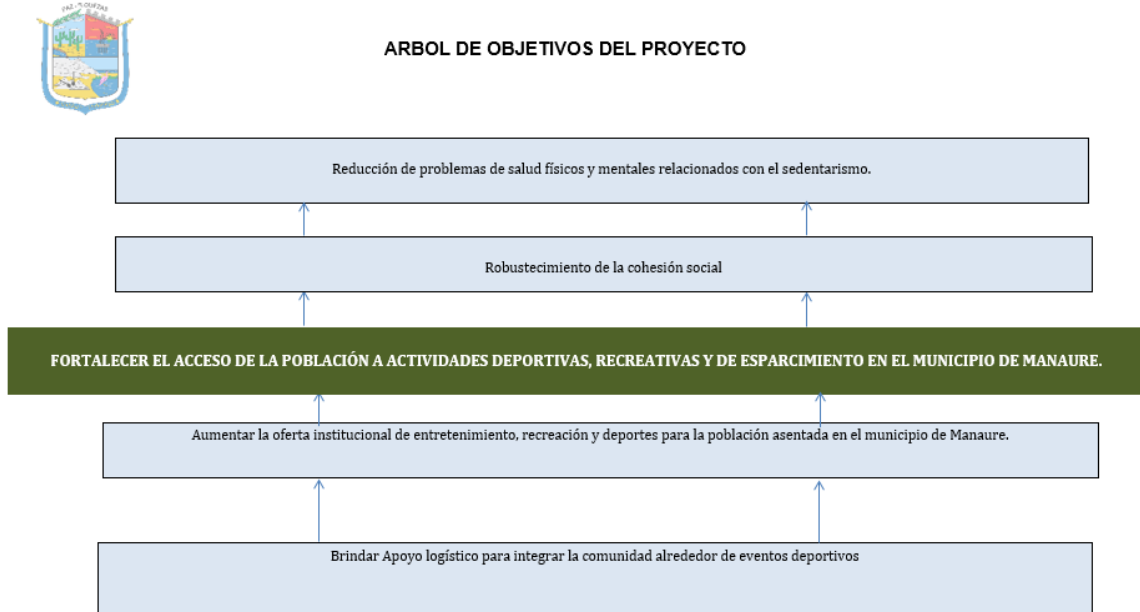 PAZ
ARBOL DE OBJETIVOS DEL PROYECTO
Reducción de problemas de salud físicos y mentales relacionados con el sedentarismo.
Robustecimiento de la cohesión social
FORTALECER EL ACCESO DE LA POBLACIÓN A ACTIVIDADES DEPORTIVAS, RECREATIVAS Y DE ESPARCIMIENTO EN EL MUNICIPIO DE MANAURE.
Aumentar la oferta institucional de entretenimiento, recreación y deportes para la población asentada en el municipio de Manaure.
Brindar Apoyo logístico para integrar la comunidad alrededor de eventos deportivos